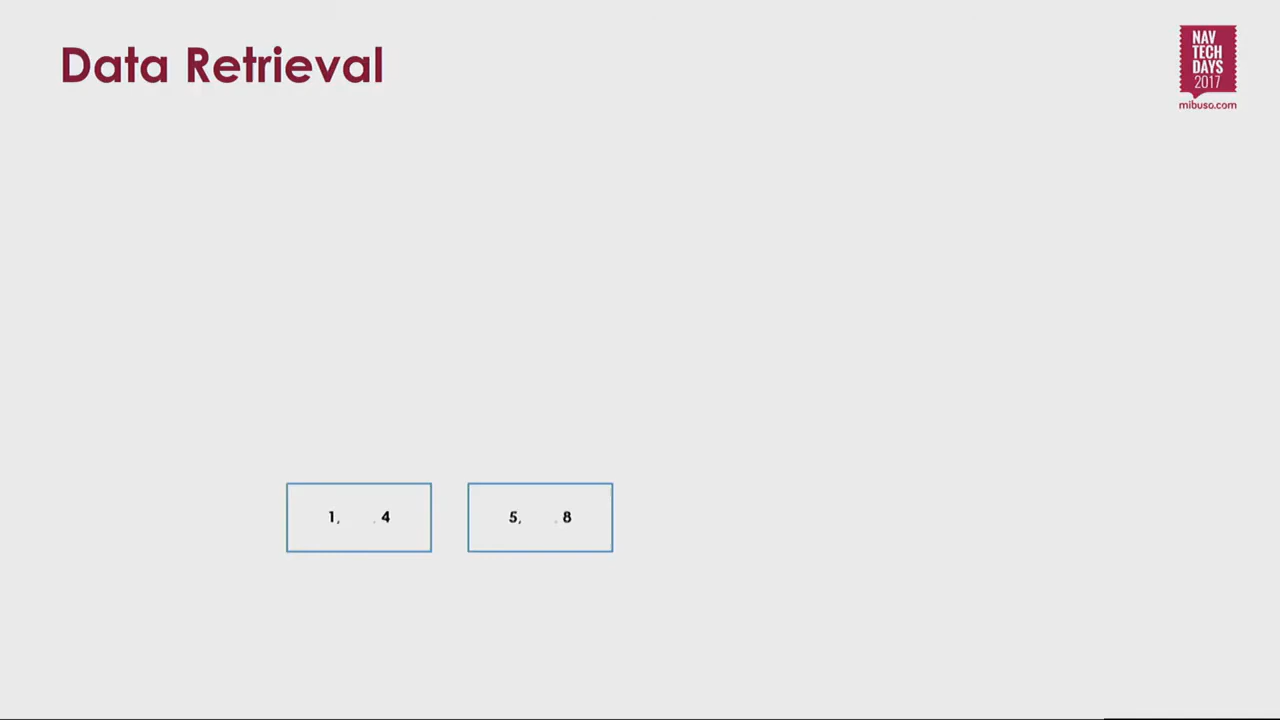 Data Retrieval
NAV
TECH
DAYS
2017
mibuso.com
1, . 4
5, . 8